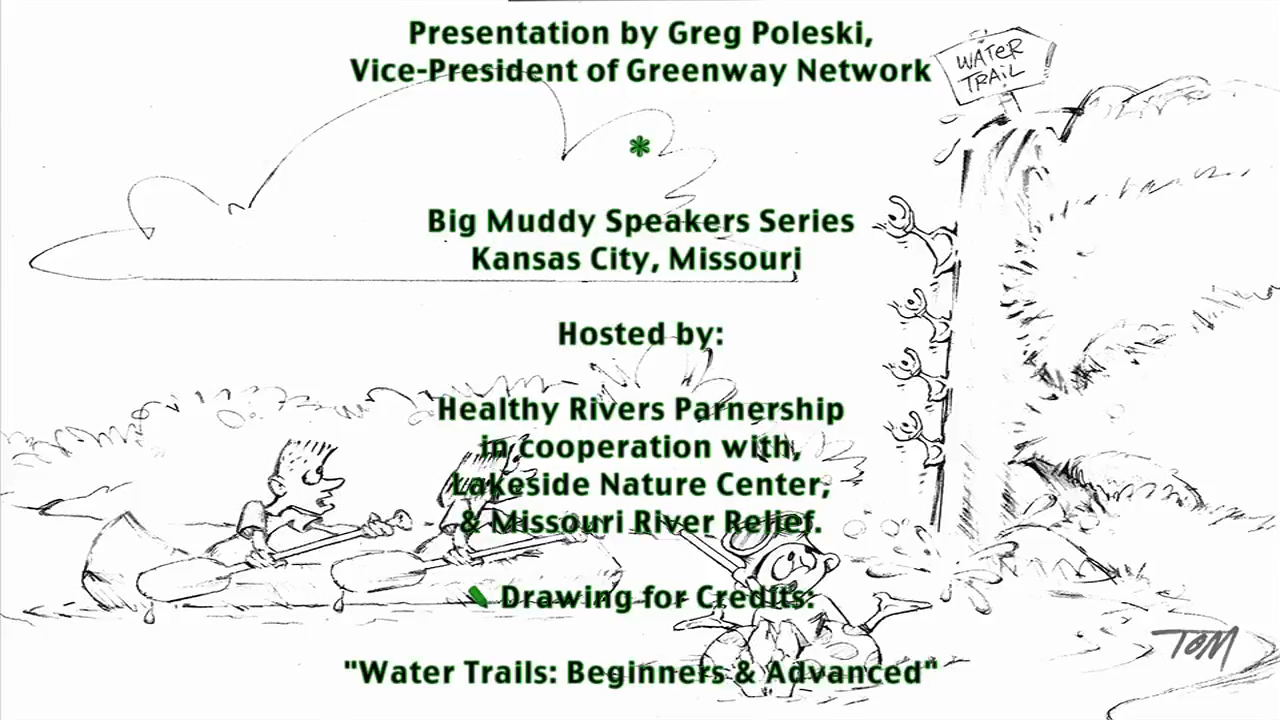 Presentation by Greg Poleski,
Vice-President of Greenway Network
WATER
TRAIL
*
Big Muddy Speakers Series
Kansas City, Missouri
Hosted by:
Healthy Rivers Parnership
in cooperation with,
Lakeside Nature Center,
& Missouri River Relief.
Drawing for Credits:
TOM
"Water Trails: Beginners & Advanced"